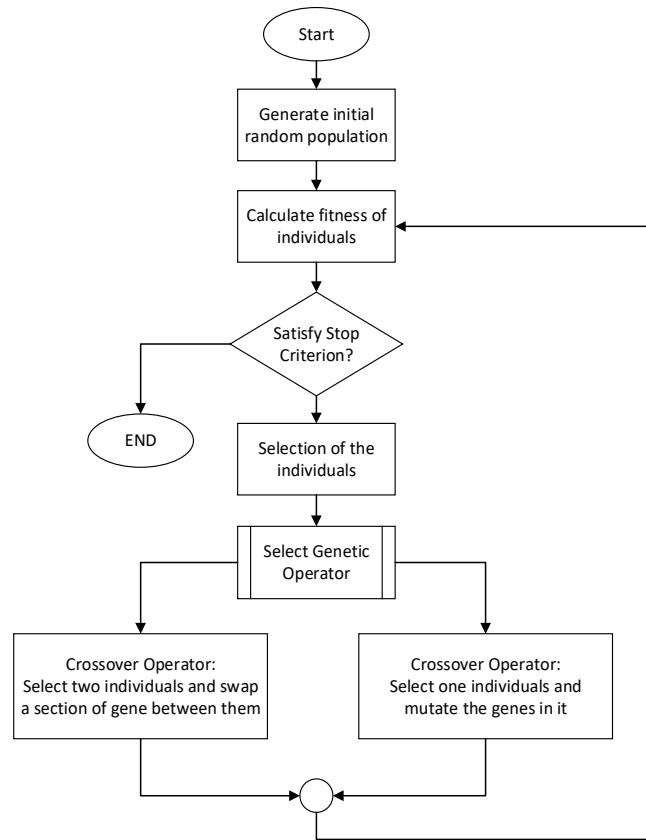 Start
Generate initial
random population
Calculate fitness of
individuals
Satisfy Stop
Criterion?
END
Selection of the
individuals
Select Genetic
Operator
Crossover Operator:
Select two individuals and swap
a section of gene between them
Crossover Operator:
Select one individuals and
mutate the genes in it